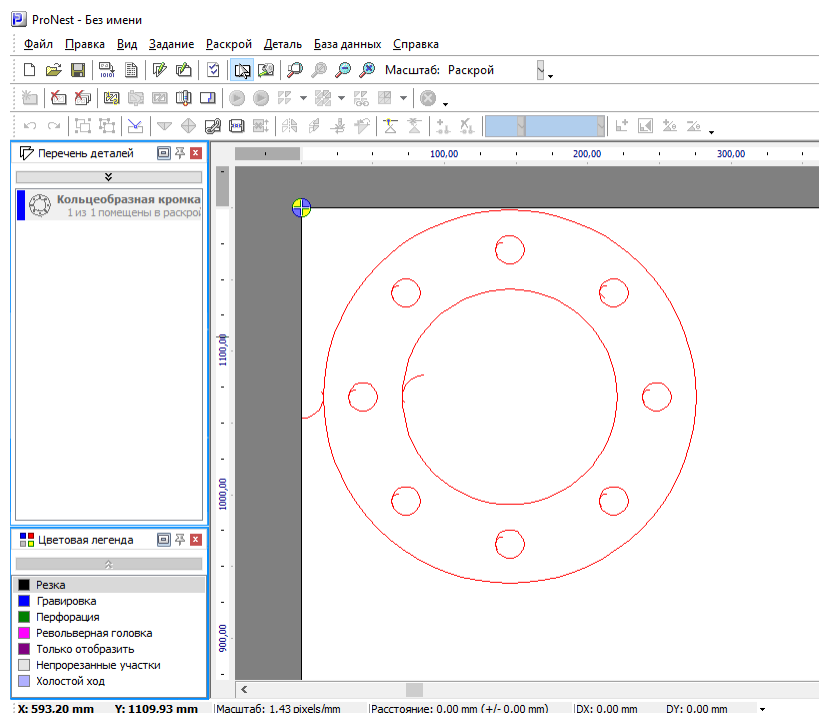 ProNest - Без имени
Файл Правка Вид Задание Раскрой Деталь База данных Справка
Масштаб: Раскрой
Перечень деталей
Кольцеобразная кромка
1 из 1 помещены в раскрой
100,00 200,00 300,00
1100,00
1000,00
900,00
Цветовая легенда
Резка
Гравировка
Перфорация
Револьверная головка
Только отобразить
Непрорезанные участки
Холостой ход
X: 593,20 mm Y: 1109,93 mm Масштаб: 1.43 pixels/mm Расстояние: 0,00 mm (+/- 0,00 mm) DX: 0,00 mm DY: 0,00 mm